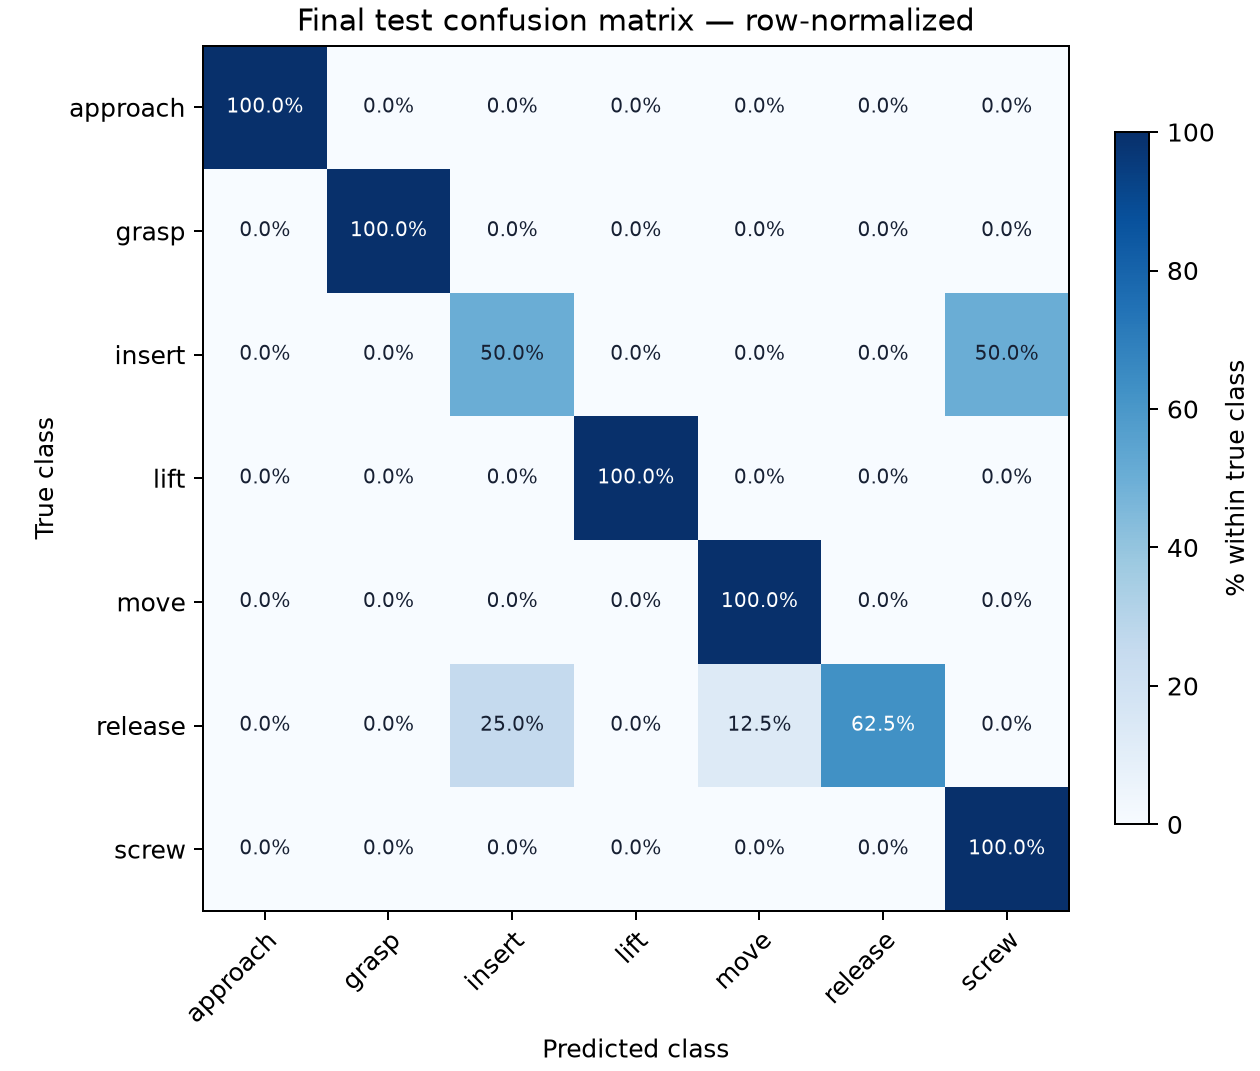 Final test confusion matrix — row-normalized
approach 100.0% 0.0% 0.0% 0.0% 0.0% 0.0% 0.0%
grasp 0.0% 100.0% 0.0% 0.0% 0.0% 0.0% 0.0%
insert 0.0% 0.0% 50.0% 0.0% 0.0% 0.0% 50.0%
lift 0.0% 0.0% 0.0% 100.0% 0.0% 0.0% 0.0%
move 0.0% 0.0% 0.0% 0.0% 100.0% 0.0% 0.0%
release 0.0% 0.0% 25.0% 0.0% 12.5% 62.5% 0.0%
screw 0.0% 0.0% 0.0% 0.0% 0.0% 0.0% 100.0%
approach grasp insert lift move release screw
Predicted class
True class
100
80
60
40
20
0
% within true class